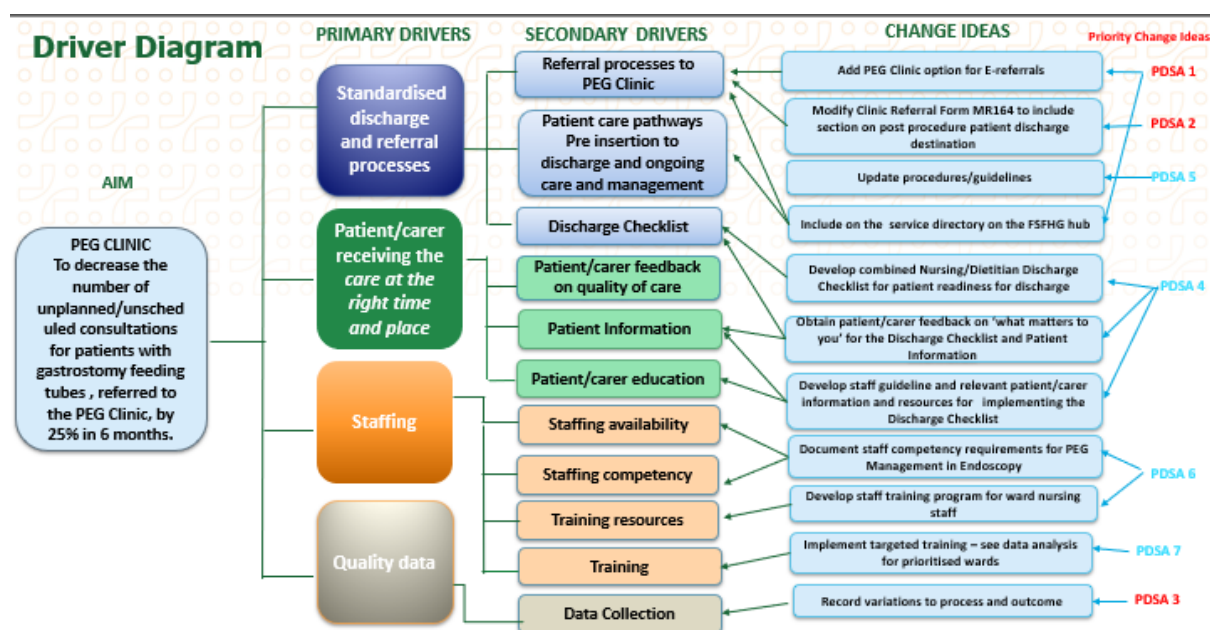 Driver Diagram
PRIMARY DRIVERS
SECONDARY DRIVERS
CHANGE IDEAS
Priority Change Ideas
AIM
PEG CLINIC
To decrease the
number of
unplanned/unsched
uled consultations
for patients with
gastrostomy feeding
tubes , referred to
the PEG Clinic, by
25% in 6 months.
Standardised
discharge
and referral
processes
Patient/carer
receiving the
care at the
right time
and place
Staffing
Quality data
Referral processes to
PEG Clinic
Patient care pathways
Pre insertion to
discharge and ongoing
care and management
Discharge Checklist
Patient/carer feedback
on quality of care
Patient Information
Patient/carer education
Staffing availability
Staffing competency
Training resources
Training
Data Collection
Add PEG Clinic option for E-referrals
Modify Clinic Referral Form MR164 to include
section on post procedure patient discharge
destination
Update procedures/guidelines
Include on the service directory on the FSFHG hub
Develop combined Nursing/Dietitian Discharge
Checklist for patient readiness for discharge
Obtain patient/carer feedback on ‘what matters to
you’ for the Discharge Checklist and Patient
Information
Develop staff guideline and relevant patient/carer
information and resources for implementing the
Discharge Checklist
Document staff competency requirements for PEG
Management in Endoscopy
Develop staff training program for ward nursing
staff
Implement targeted training – see data analysis
for prioritised wards
Record variations to process and outcome
PDSA 1
PDSA 2
PDSA 5
PDSA 4
PDSA 6
PDSA 7
PDSA 3